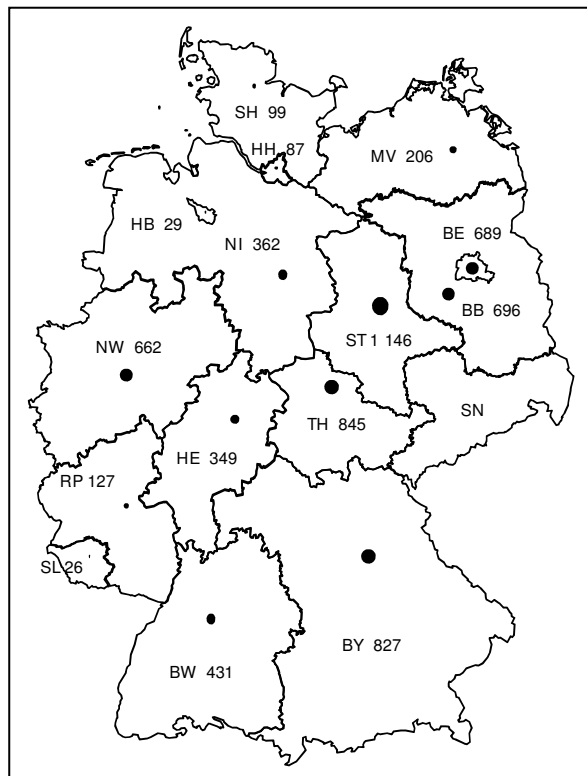 SH 99
HH 87
MV 206
HB 29
NI 362
BE 689
BB 696
ST 1 146
NW 662
SN
TH 845
HE 349
RP 127
SL 26
BY 827
BW 431